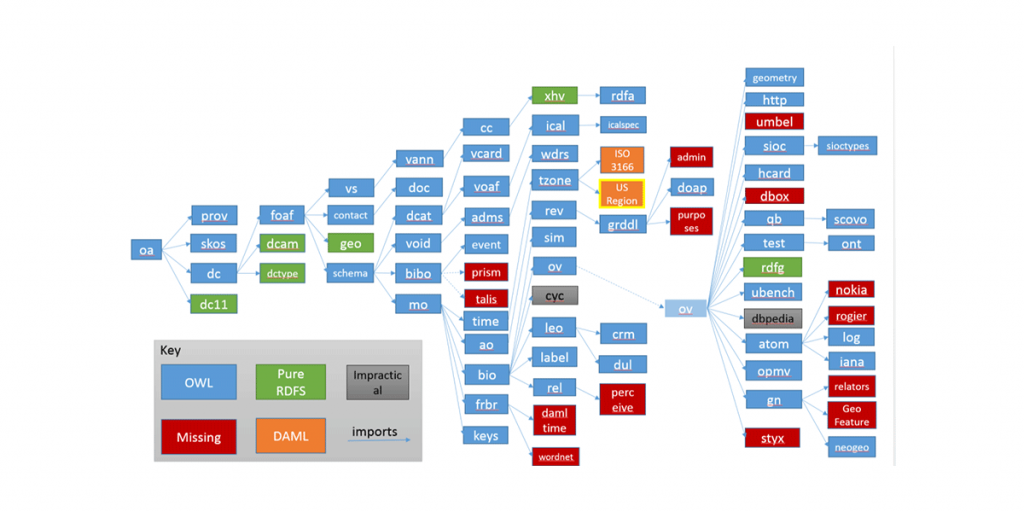 oa
prov
skos
dc
dc11
foaf
dcam
dctype
vs
contact
geo
schema
vann
doc
dcat
void
bibo
mo
cc
vcard
voaf
adms
event
prism
talis
time
ao
bio
frbr
keys
xhv
ical
wdrs
tzone
rev
sim
ov
cyc
leo
label
rel
daml
time
wordnet
rdfa
icalspec
ISO
3166
US
Region
grddl
crm
dul
perc
eive
admin
doap
purpo
ses
ov
geometry
http
umbel
sioc
hcard
dbox
qb
test
rdfg
ubench
dbpedia
atom
opmv
gn
styx
sioctypes
scovo
ont
nokia
rogier
log
iana
relators
Geo
Feature
neogeo
Key
OWL
Pure
RDFS
Impractic
al
Missing
DAML
imports